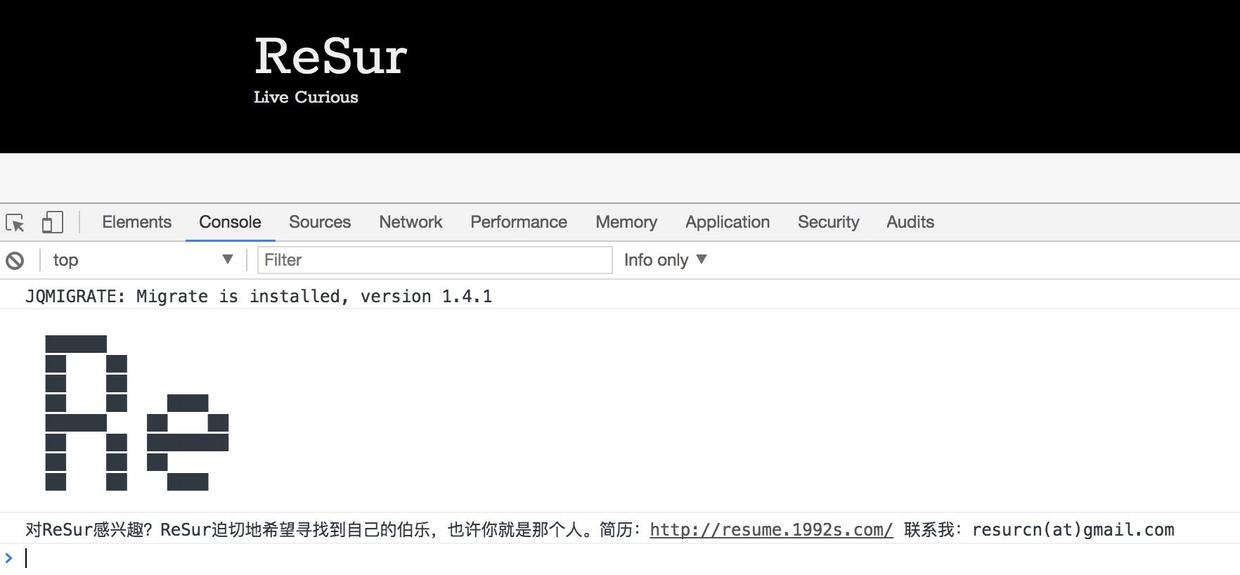 ReSur
Live Curious
Elements Console Sources Network Performance Memory Application Security Audits
top Filter Info only
JQMIGRATE: Migrate is installed, version 1.4.1
Re
对ReSur感兴趣？ReSur迫切地希望寻找到自己的伯乐，也许你就是那个人。简历：http://resume.1992s.com/ 联系我：resurcn(at)gmail.com